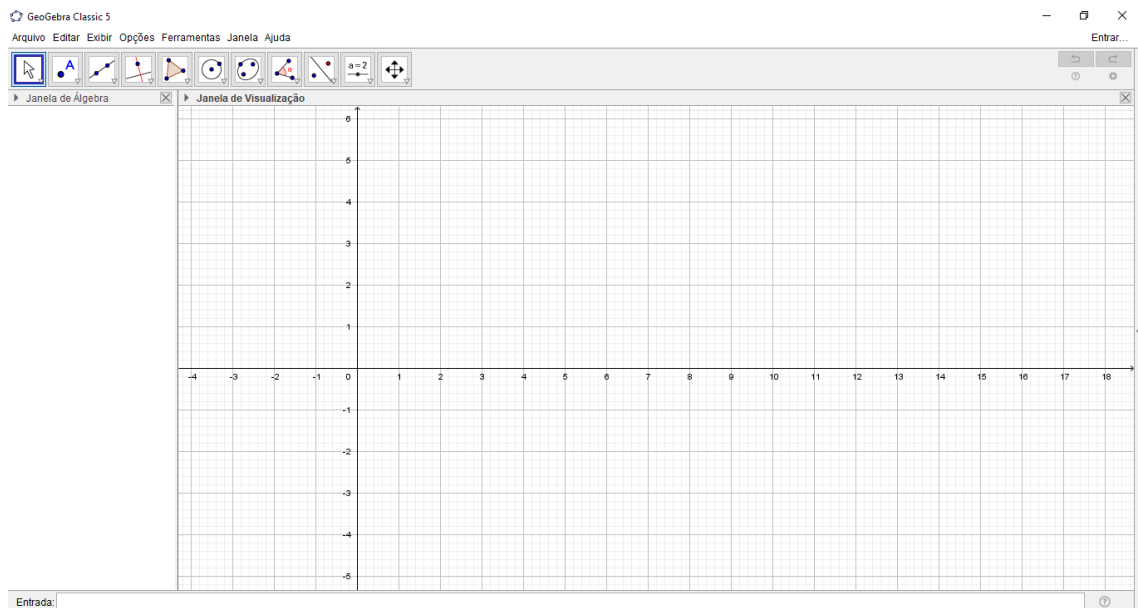 GeoGebra Classic 5
Arquivo Editar Exibir Opções Ferramentas Janela Ajuda Entrar...
A α a = 2
Janela de Álgebra Janela de Visualização
6
5
4
3
2
1
-4 -3 -2 -1 0 1 2 3 4 5 6 7 8 9 10 11 12 13 14 15 16 17 18
-1
-2
-3
-4
-5
Entrada: